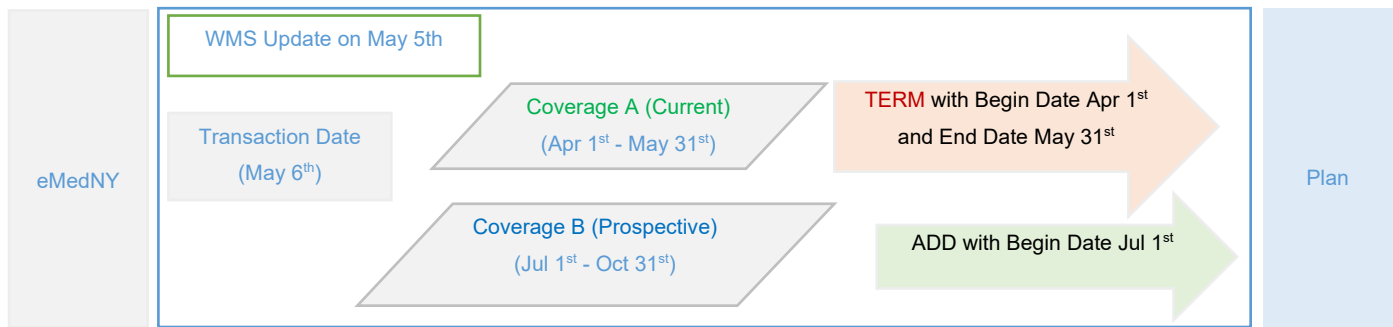 eMedNY
WMS Update on May 5th
Transaction Date
(May 6th)
Coverage A (Current)
(Apr 1st - May 31st)
TERM with Begin Date Apr 1st
and End Date May 31st
Coverage B (Prospective)
(Jul 1st - Oct 31st)
ADD with Begin Date Jul 1st
Plan